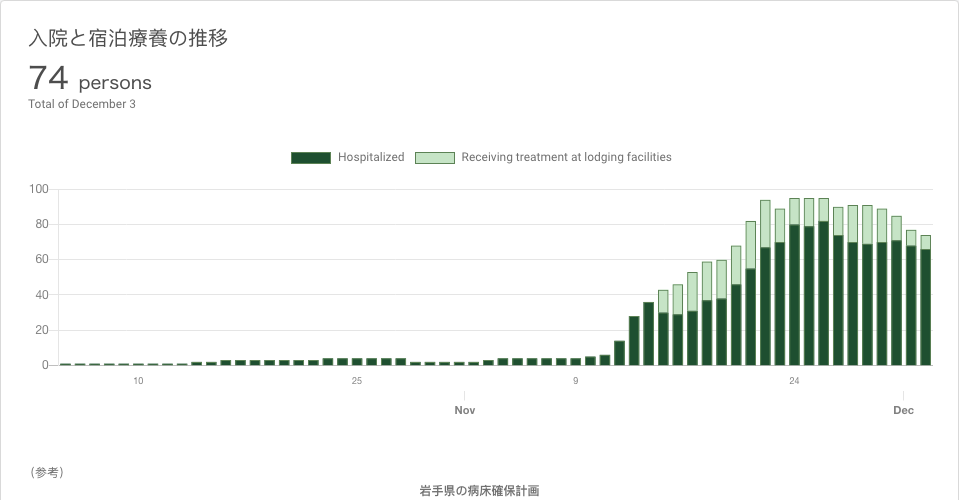 入院と宿泊療養の推移
74 persons
Total of December 3
Hospitalized Receiving treatment at lodging facilities
100
80
60
40
20
0
10 25 9 24
Nov Dec
(参考)
岩手県の病床確保計画